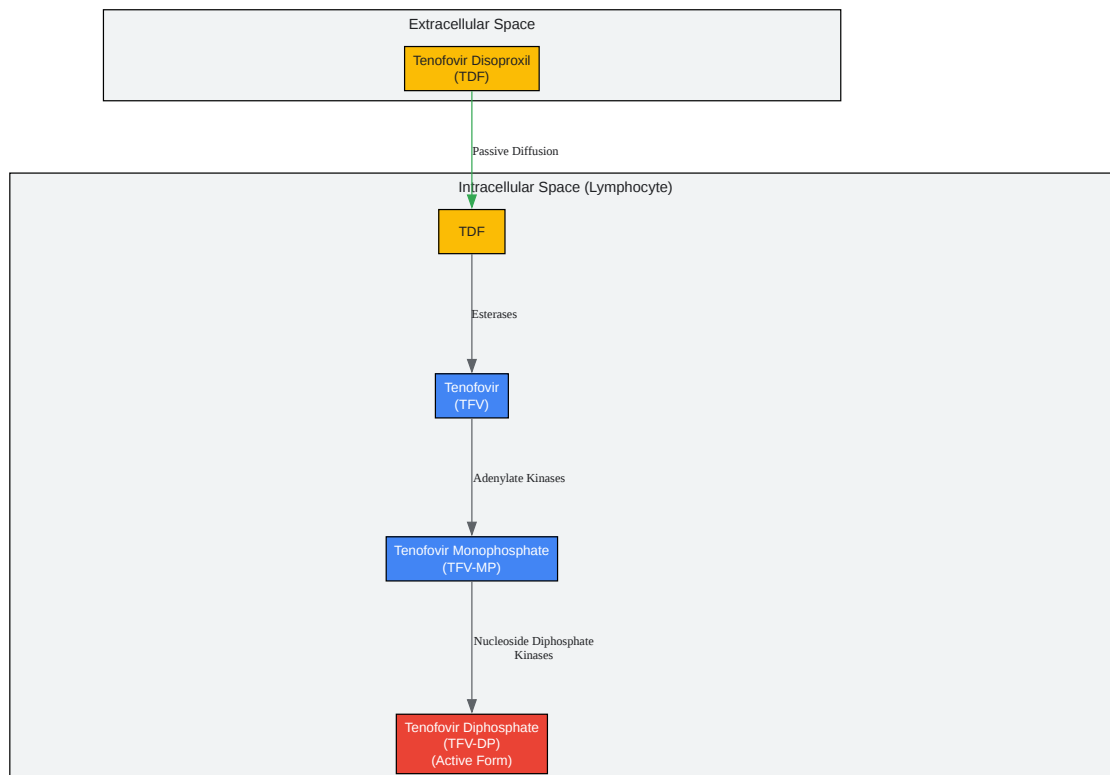 Extracellular Space
Tenofovir Disoproxil
(TDF)
Passive Diffusion
Intracellular Space (Lymphocyte)
TDF
Esterases
Tenofovir
(TFV)
Adenylate Kinases
Tenofovir Monophosphate
(TFV-MP)
Nucleoside Diphosphate
Kinases
Tenofovir Diphosphate
(TFV-DP)
(Active Form)